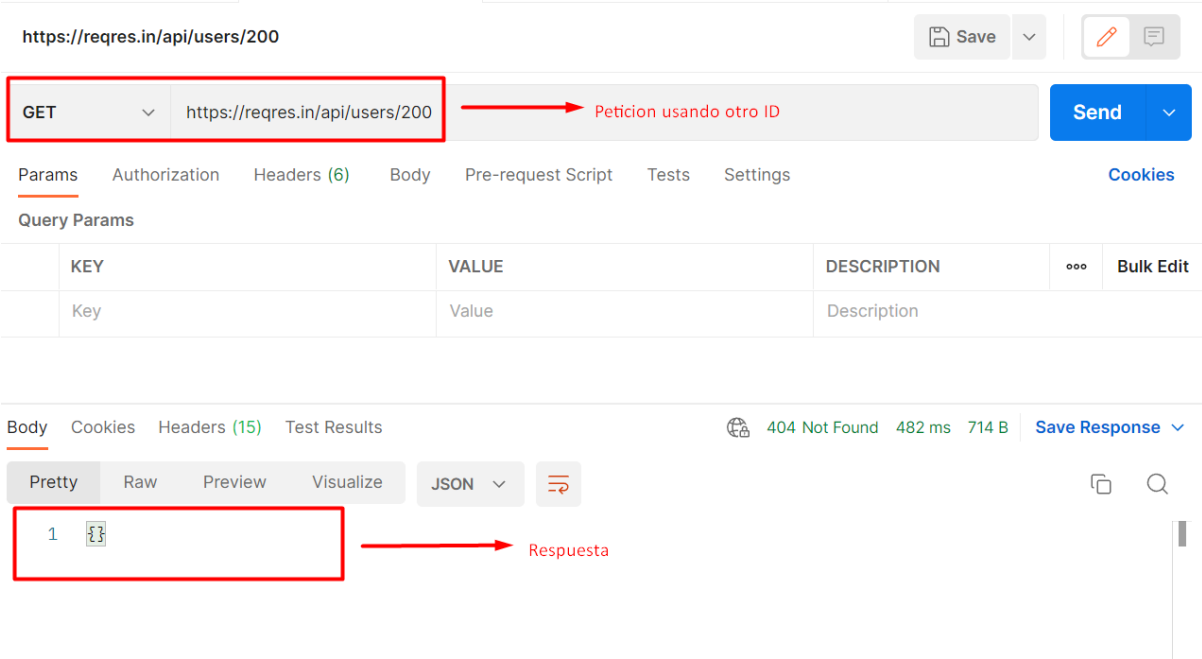 https://reqres.in/api/users/200
Save
GET https://reqres.in/api/users/200
Peticion usando otro ID
Send
Params Authorization Headers (6) Body Pre-request Script Tests Settings Cookies
Query Params
KEY VALUE DESCRIPTION ooo Bulk Edit
Key Value Description
Body Cookies Headers (15) Test Results 404 Not Found 482 ms 714 B Save Response
Pretty Raw Preview Visualize JSON
1 {}
Respuesta